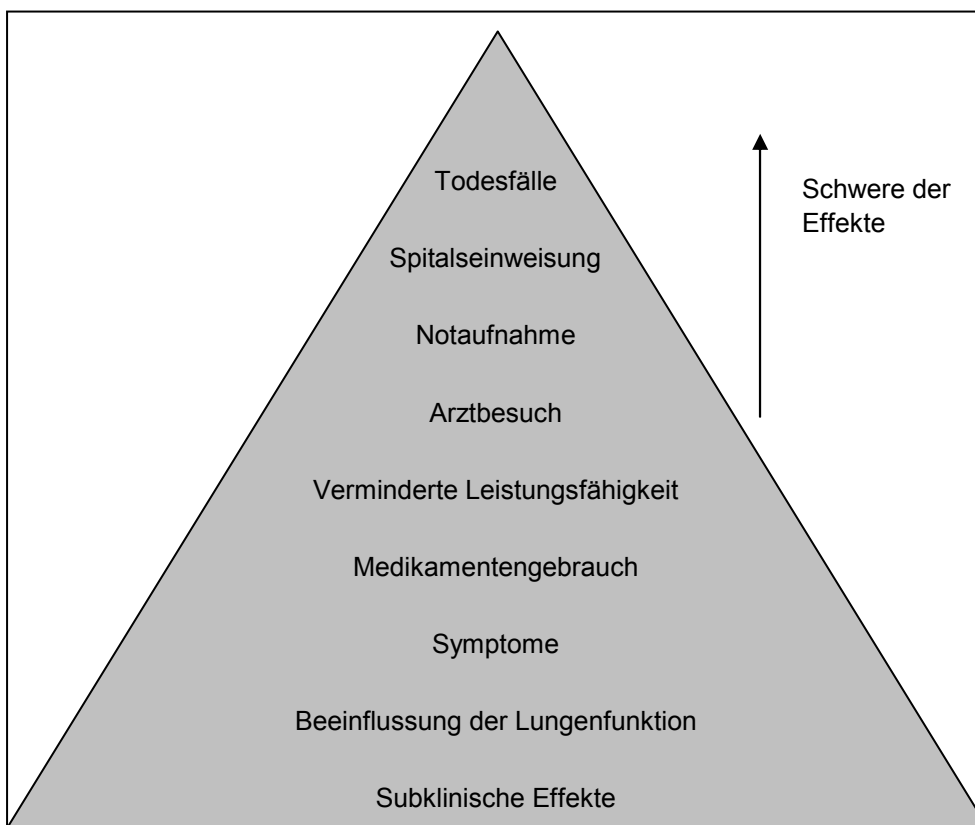 Todesfälle
Schwere der
Effekte
Spitalseinweisung
Notaufnahme
Arztbesuch
Verminderte Leistungsfähigkeit
Medikamentengebrauch
Symptome
Beeinflussung der Lungenfunktion
Subklinische Effekte